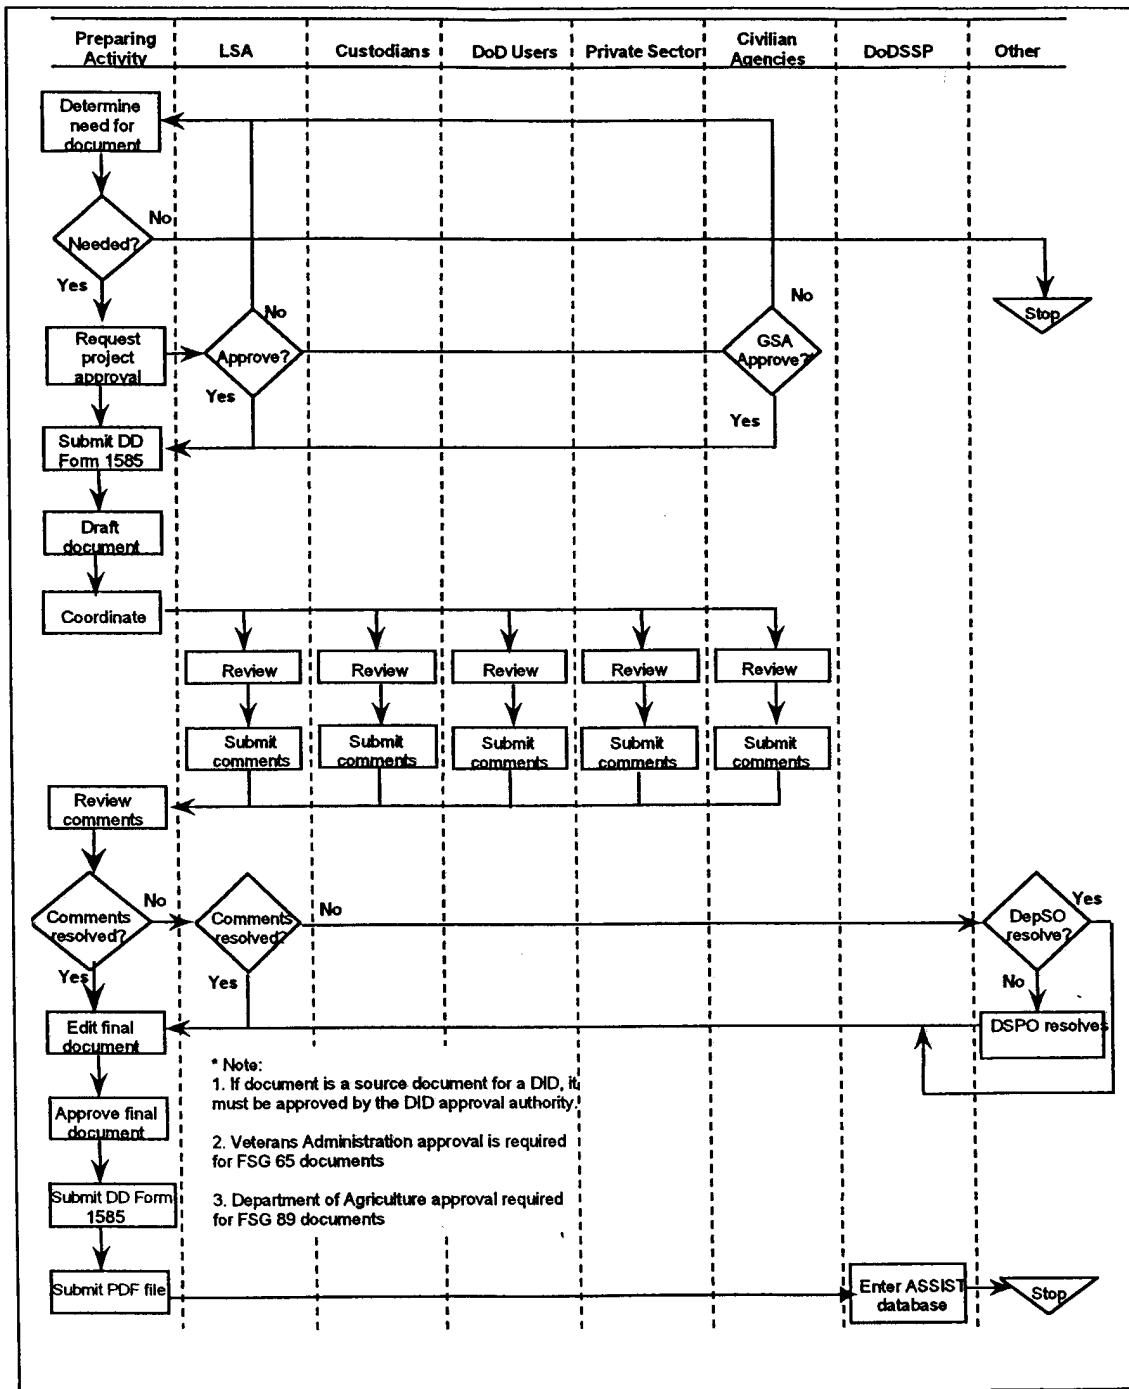 Preparing
Activity
LSA
Custodians
DoD Users
Private Sector
Civilian
Agencies
DoDSSP
Other
Determine
need for
document
No
Needed?
Yes
Stop
No
No
Request
project
approval
Approve?
GSA
Approve?*
Yes
Yes
Submit DD
Form 1585
Draft
document
Coordinate
Review
Review
Review
Review
Review
Submit
comments
Submit
comments
Submit
comments
Submit
comments
Submit
comments
Review
comments
No
Comments
resolved?
Comments
resolved?
No
Yes
DepSO
resolve?
Yes
Yes
No
Edit final
document
DSPO resolves
* Note:
1. If document is a source document for a DID, it
must be approved by the DID approval authority.
2. Veterans Administration approval is required
for FSG 65 documents
3. Department of Agriculture approval required
for FSG 89 documents
Approve final
document
Submit DD Form
1585
Submit PDF file
Enter ASSIST
database
Stop